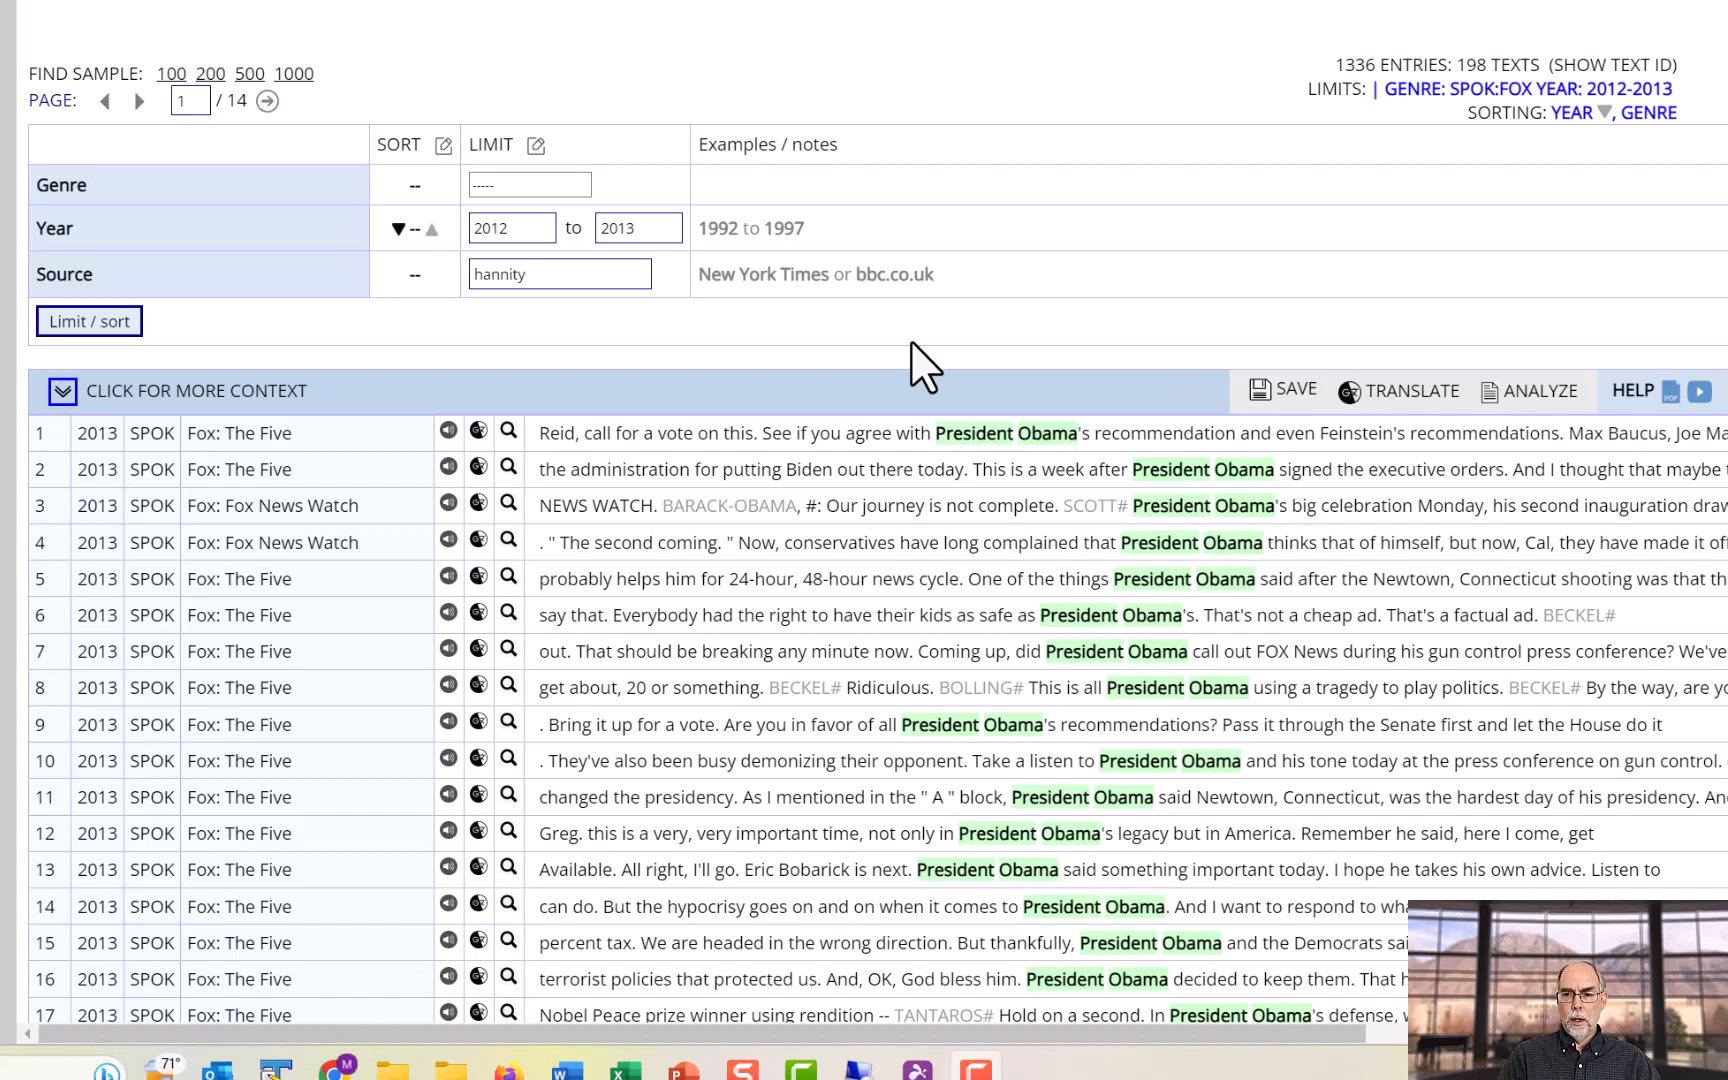 FIND SAMPLE: 100 200 500 1000
PAGE: 1 / 14
1336 ENTRIES: 198 TEXTS (SHOW TEXT ID)
LIMITS: | GENRE: SPOK:FOX YEAR: 2012-2013
SORTING: YEAR, GENRE
SORT LIMIT Examples / notes
Genre -- -----
Year -- 2012 to 2013 1992 to 1997
Source -- hannity New York Times or bbc.co.uk
Limit / sort
CLICK FOR MORE CONTEXT SAVE TRANSLATE ANALYZE HELP
1 2013 SPOK Fox: The Five Reid, call for a vote on this. See if you agree with President Obama's recommendation and even Feinstein's recommendations. Max Baucus, Joe Ma
2 2013 SPOK Fox: The Five the administration for putting Biden out there today. This is a week after President Obama signed the executive orders. And I thought that maybe t
3 2013 SPOK Fox: Fox News Watch NEWS WATCH. BARACK-OBAMA, #: Our journey is not complete. SCOTT# President Obama's big celebration Monday, his second inauguration draw
4 2013 SPOK Fox: Fox News Watch . " The second coming. " Now, conservatives have long complained that President Obama thinks that of himself, but now, Cal, they have made it off
5 2013 SPOK Fox: The Five probably helps him for 24-hour, 48-hour news cycle. One of the things President Obama said after the Newtown, Connecticut shooting was that th
6 2013 SPOK Fox: The Five say that. Everybody had the right to have their kids as safe as President Obama's. That's not a cheap ad. That's a factual ad. BECKEL#
7 2013 SPOK Fox: The Five out. That should be breaking any minute now. Coming up, did President Obama call out FOX News during his gun control press conference? We've
8 2013 SPOK Fox: The Five get about, 20 or something. BECKEL# Ridiculous. BOLLING# This is all President Obama using a tragedy to play politics. BECKEL# By the way, are yo
9 2013 SPOK Fox: The Five . Bring it up for a vote. Are you in favor of all President Obama's recommendations? Pass it through the Senate first and let the House do it
10 2013 SPOK Fox: The Five . They've also been busy demonizing their opponent. Take a listen to President Obama and his tone today at the press conference on gun control.
11 2013 SPOK Fox: The Five changed the presidency. As I mentioned in the " A " block, President Obama said Newtown, Connecticut, was the hardest day of his presidency. An
12 2013 SPOK Fox: The Five Greg. this is a very, very important time, not only in President Obama's legacy but in America. Remember he said, here I come, get
13 2013 SPOK Fox: The Five Available. All right, I'll go. Eric Bobarick is next. President Obama said something important today. I hope he takes his own advice. Listen to
14 2013 SPOK Fox: The Five can do. But the hypocrisy goes on and on when it comes to President Obama. And I want to respond to wha
15 2013 SPOK Fox: The Five percent tax. We are headed in the wrong direction. But thankfully, President Obama and the Democrats sai
16 2013 SPOK Fox: The Five terrorist policies that protected us. And, OK, God bless him. President Obama decided to keep them. That h
17 2013 SPOK Fox: The Five Nobel Peace prize winner using rendition -- TANTAROS# Hold on a second. In President Obama's defense,
71°